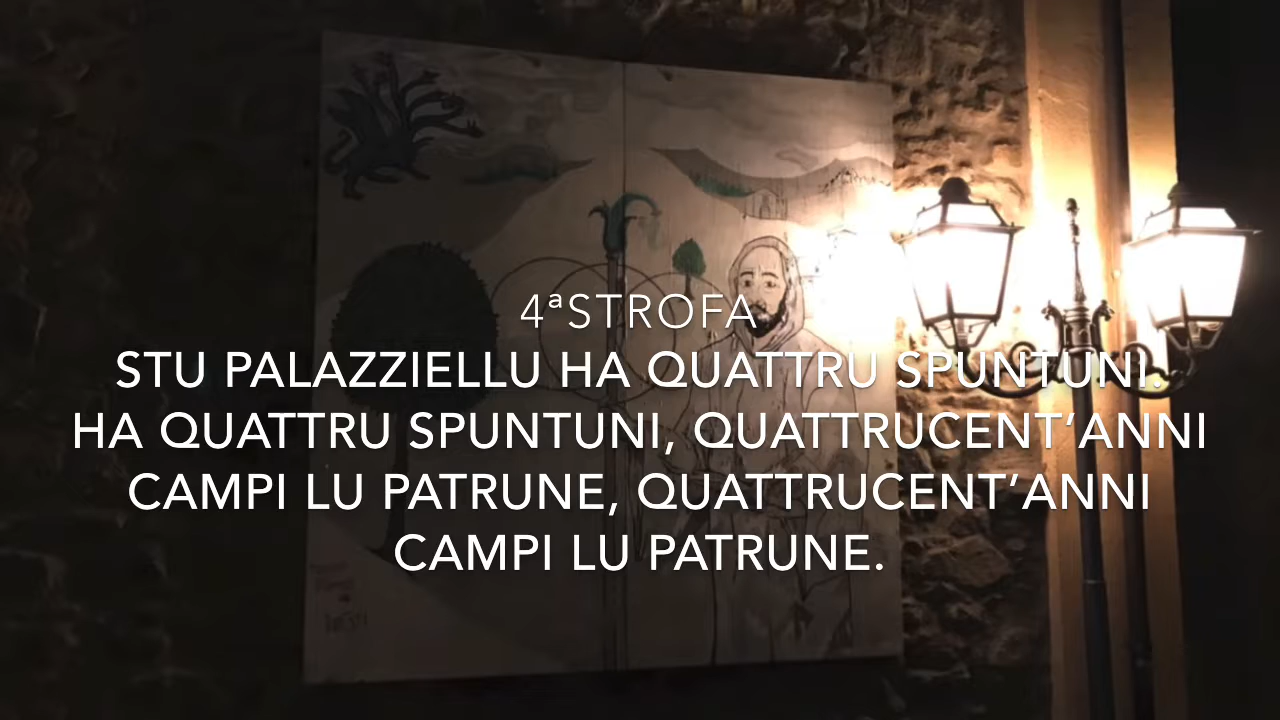 4ªSTROFA
STU PALAZZIELLU HA QUATTRU SPUNTUNI.
HA QUATTRU SPUNTUNI, QUATTRUCENT’ANNI
CAMPI LU PATRUNE, QUATTRUCENT’ANNI
CAMPI LU PATRUNE.